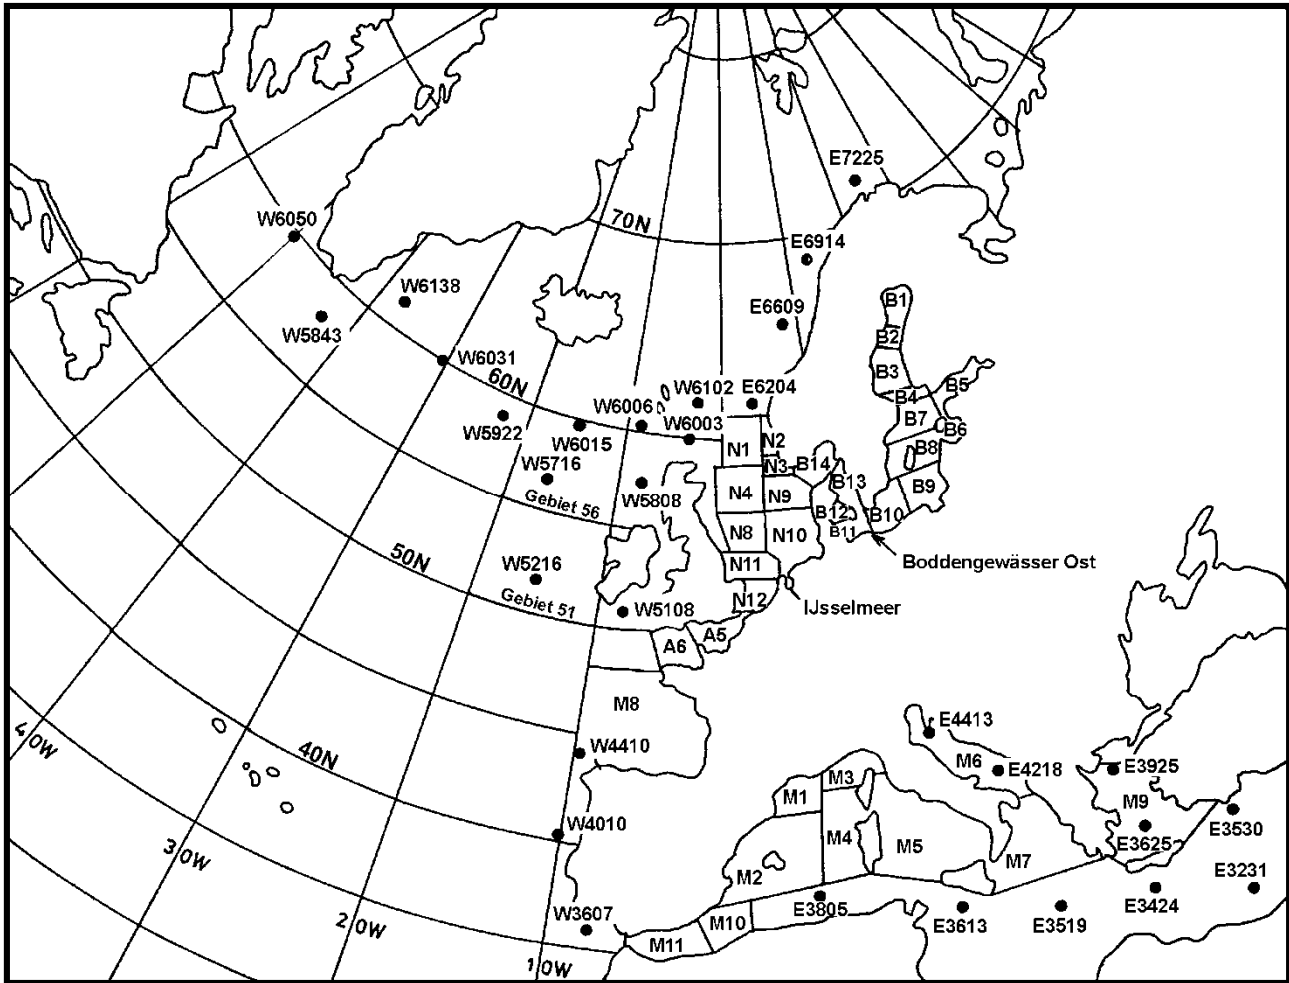 E7225
W6050
70N
E6914
W6138
B1
E6609
W5843
B2
W6031
B3
B5
60N
W6102
E6204
B4
W6006
W6003
B7
W5922
W6015
N1
N2
B6
B8
W5716
N3
B14
W5808
B13
B9
Gebiet 56
N4
N9
B12
B10
B11
N8
N10
50N
W5216
N11
Boddengewässer Ost
Gebiet 51
W5108
N12
IJsselmeer
A5
A6
M8
E4413
40W
40N
W4410
M6
E4218
E3925
M3
M1
M9
W4010
M4
M5
E3530
E3625
30W
M7
M2
E3231
W3607
E3805
20W
M10
E3613
E3519
E3424
M11
10W